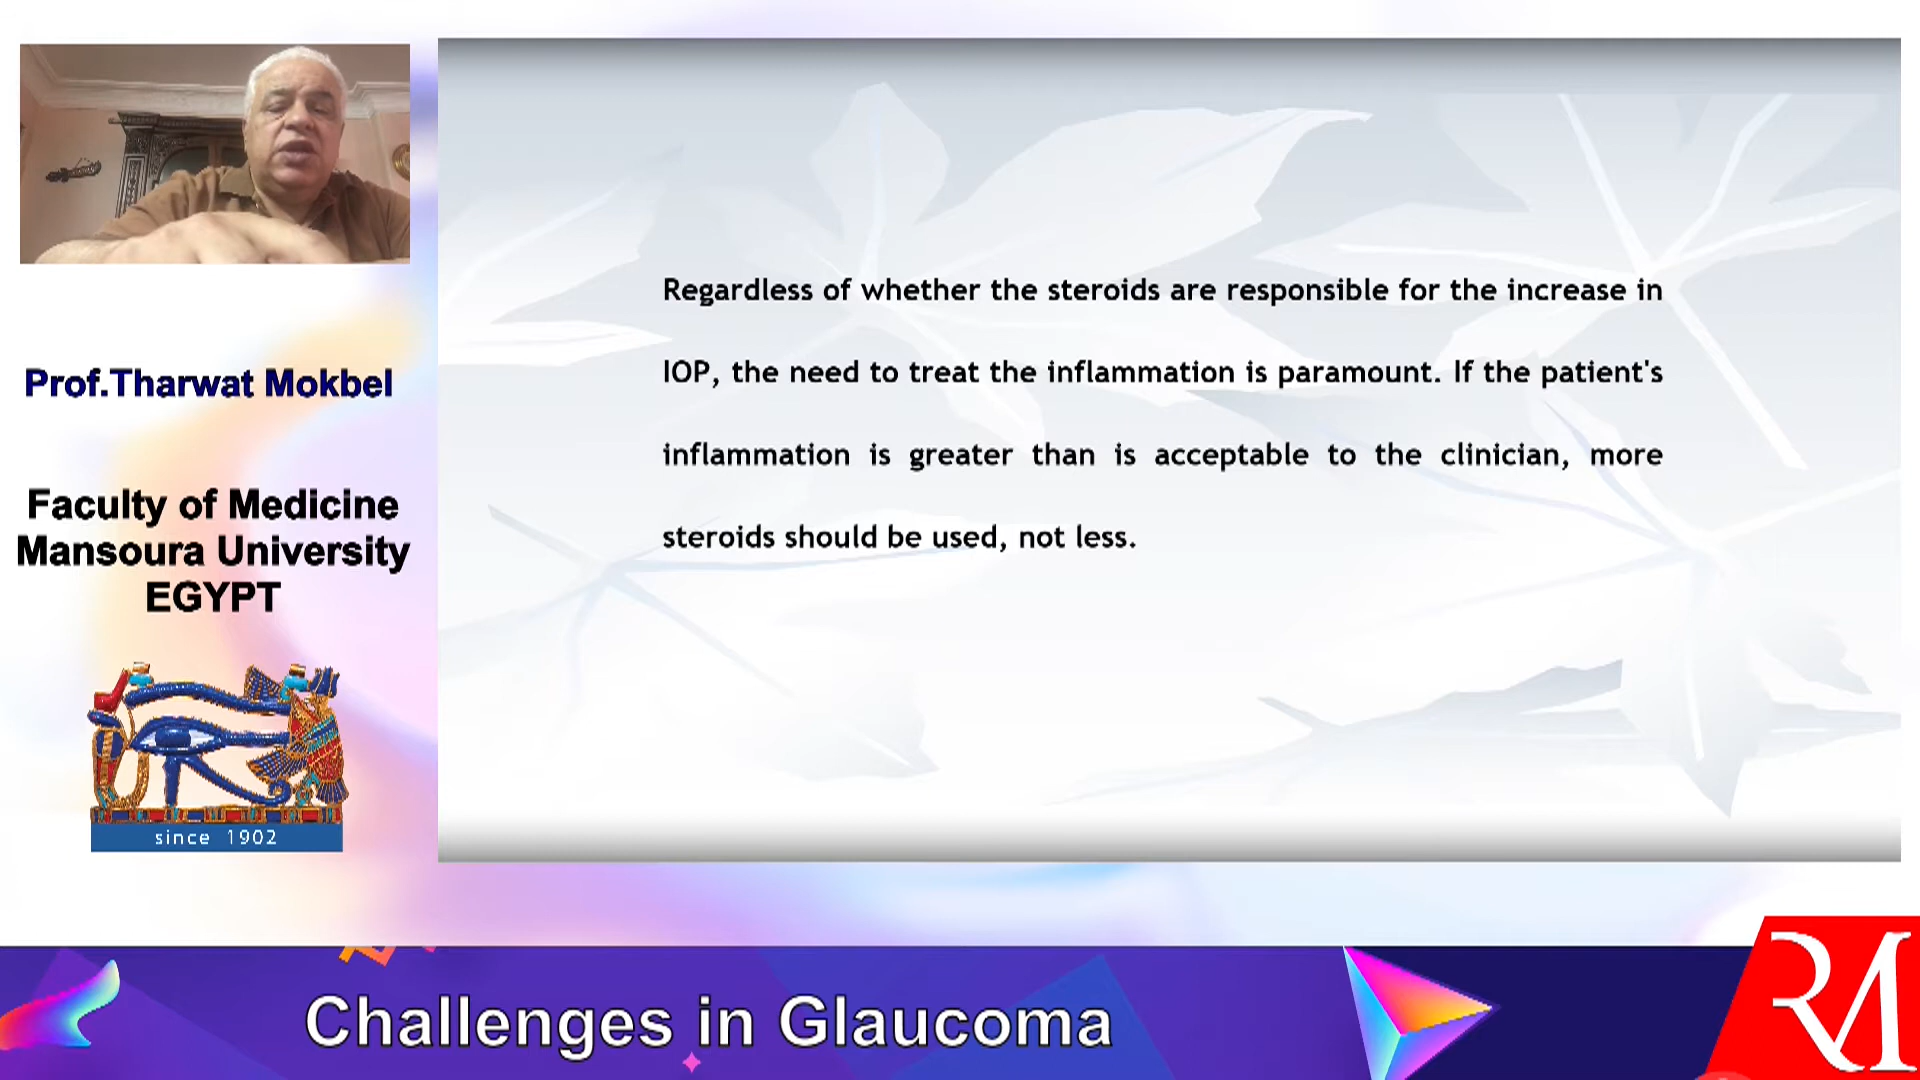 Prof.Tharwat Mokbel
Faculty of Medicine
Mansoura University
EGYPT
since 1902
Regardless of whether the steroids are responsible for the increase in
IOP, the need to treat the inflammation is paramount. If the patient's
inflammation is greater than is acceptable to the clinician, more
steroids should be used, not less.
Challenges in Glaucoma
RM